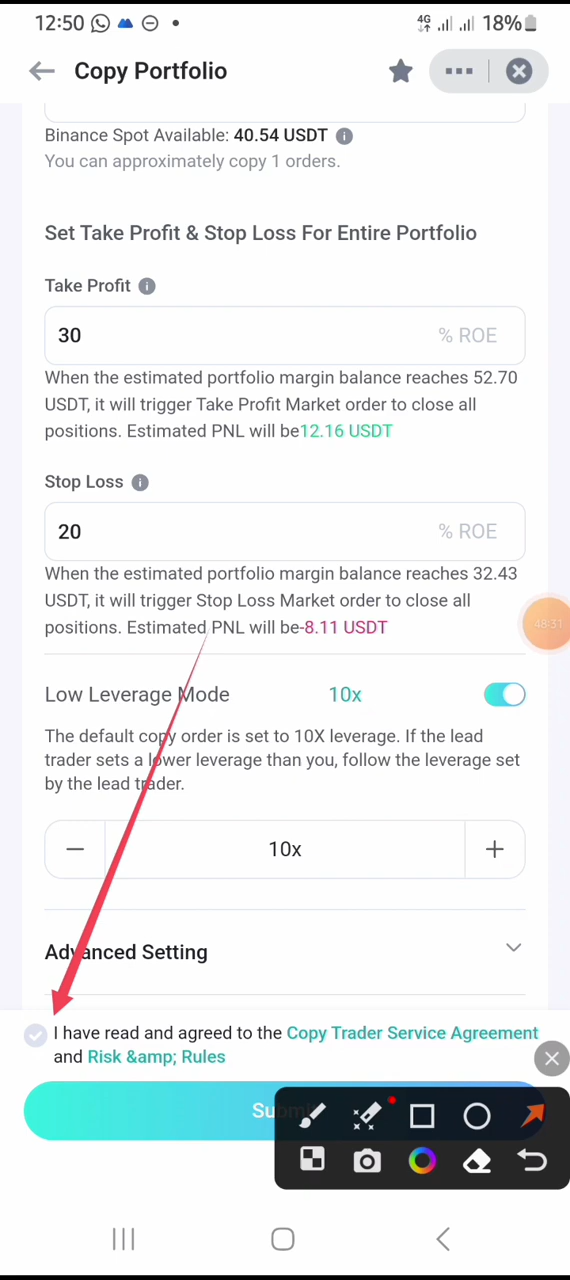 12:50
4G
18%
Copy Portfolio
Binance Spot Available: 40.54 USDT
You can approximately copy 1 orders.
Set Take Profit & Stop Loss For Entire Portfolio
Take Profit
30 % ROE
When the estimated portfolio margin balance reaches 52.70
USDT, it will trigger Take Profit Market order to close all
positions. Estimated PNL will be12.16 USDT
Stop Loss
20 % ROE
When the estimated portfolio margin balance reaches 32.43
USDT, it will trigger Stop Loss Market order to close all
positions. Estimated PNL will be-8.11 USDT
48:31
Low Leverage Mode 10x
The default copy order is set to 10X leverage. If the lead
trader sets a lower leverage than you, follow the leverage set
by the lead trader.
— 10x +
Advanced Setting
I have read and agreed to the Copy Trader Service Agreement
and Risk &amp; Rules